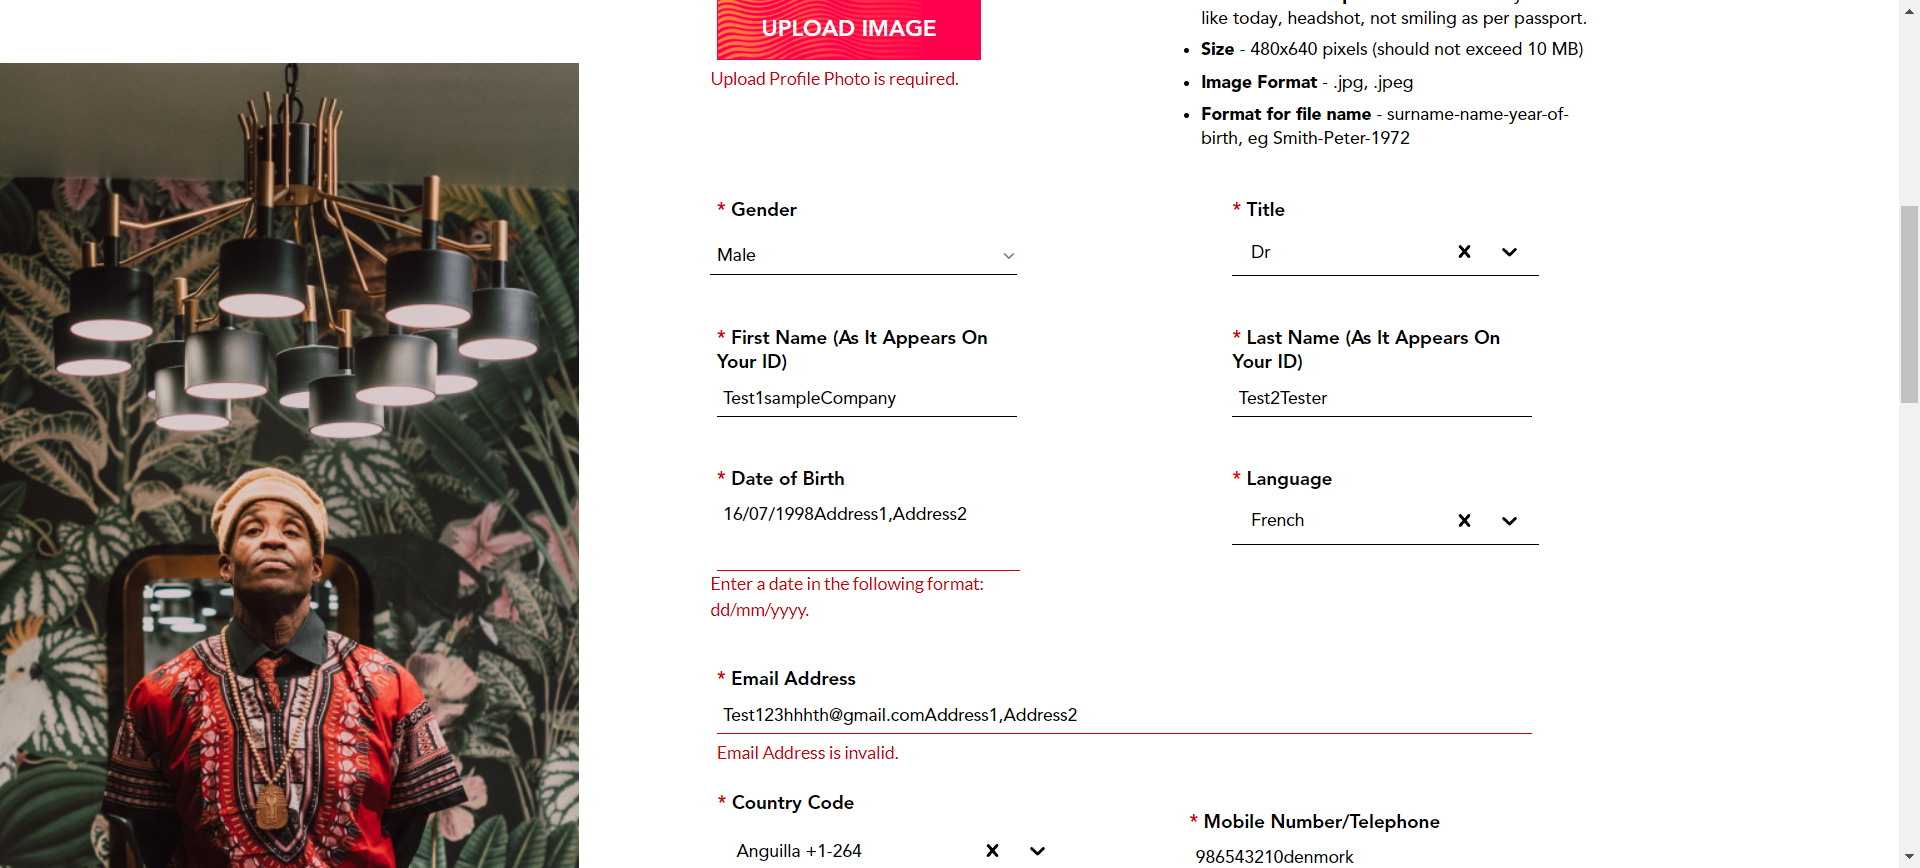 UPLOAD IMAGE
Upload Profile Photo is required.
like today, headshot, not smiling as per passport.
Size - 480x640 pixels (should not exceed 10 MB)
Image Format - .jpg, .jpeg
Format for file name - surname-name-year-of-
birth, eg Smith-Peter-1972
* Gender
Male
* Title
Dr
* First Name (As It Appears On
Your ID)
Test1sampleCompany
* Last Name (As It Appears On
Your ID)
Test2Tester
* Date of Birth
16/07/1998Address1,Address2
Enter a date in the following format:
dd/mm/yyyy.
* Language
French
* Email Address
Test123hhhth@gmail.comAddress1,Address2
Email Address is invalid.
* Country Code
Anguilla +1-264
* Mobile Number/Telephone
986543210denmork